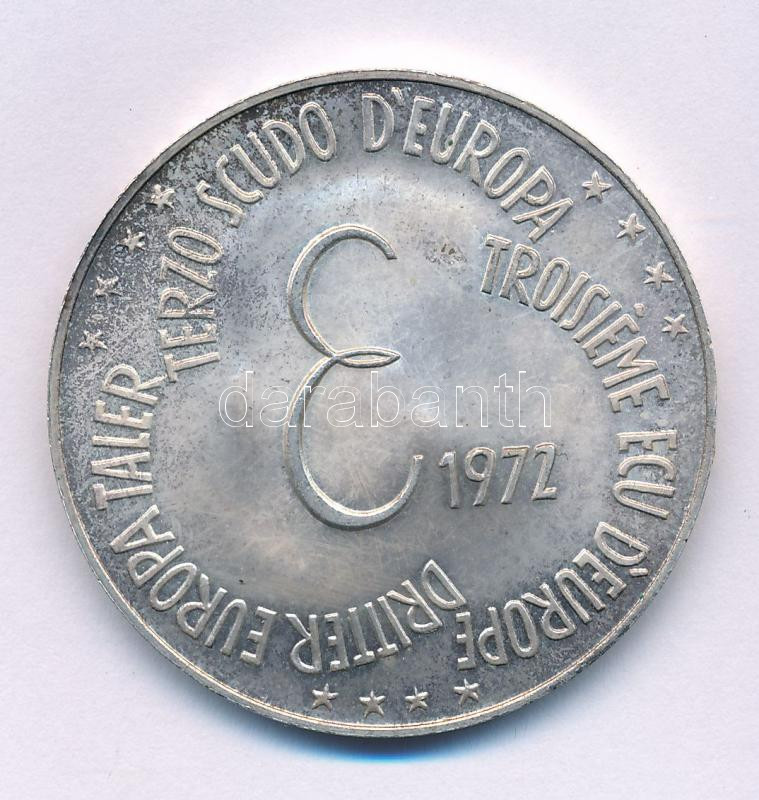 TERZO SCUDO D'EUROPA
TROISIÈME ECU D'EUROPE
DRITTER EUROPA TALER
Ɛ
1972
darabanth